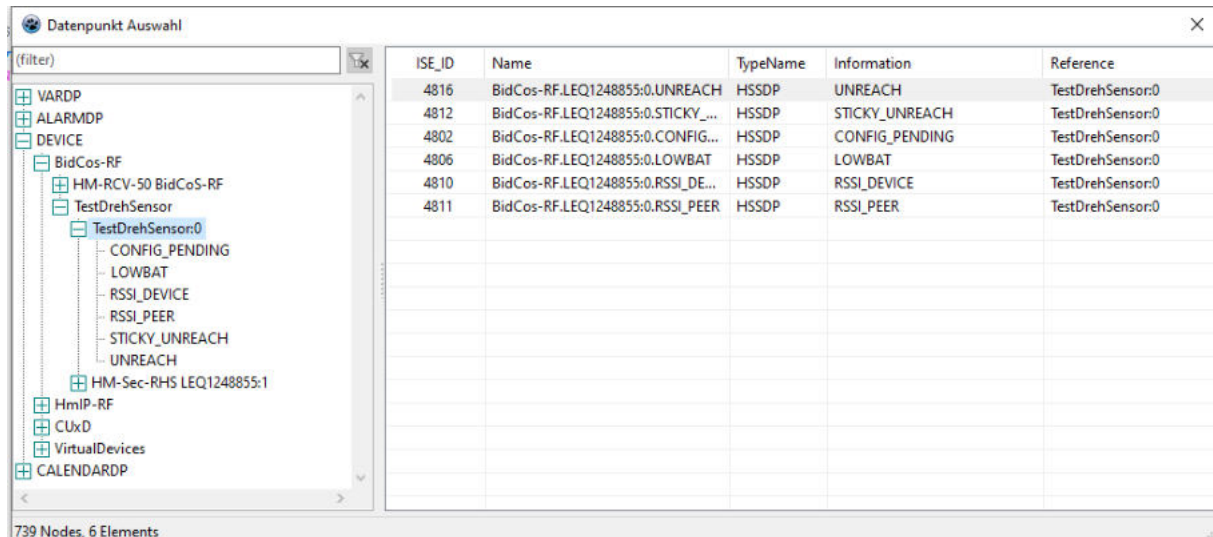 Datenpunkt Auswahl
(filter)
VARDP
ALARMDP
DEVICE
BidCos-RF
HM-RCV-50 BidCoS-RF
TestDrehSensor
TestDrehSensor:0
CONFIG_PENDING
LOWBAT
RSSI_DEVICE
RSSI_PEER
STICKY_UNREACH
UNREACH
HM-Sec-RHS LEQ1248855:1
HmIP-RF
CUxD
VirtualDevices
CALENDARDP
ISE_ID Name TypeName Information Reference
4816 BidCos-RF.LEQ1248855:0.UNREACH HSSDP UNREACH TestDrehSensor:0
4812 BidCos-RF.LEQ1248855:0.STICKY_... HSSDP STICKY_UNREACH TestDrehSensor:0
4802 BidCos-RF.LEQ1248855:0.CONFIG... HSSDP CONFIG_PENDING TestDrehSensor:0
4806 BidCos-RF.LEQ1248855:0.LOWBAT HSSDP LOWBAT TestDrehSensor:0
4810 BidCos-RF.LEQ1248855:0.RSSI_DE... HSSDP RSSI_DEVICE TestDrehSensor:0
4811 BidCos-RF.LEQ1248855:0.RSSI_PEER HSSDP RSSI_PEER TestDrehSensor:0
739 Nodes, 6 Elements